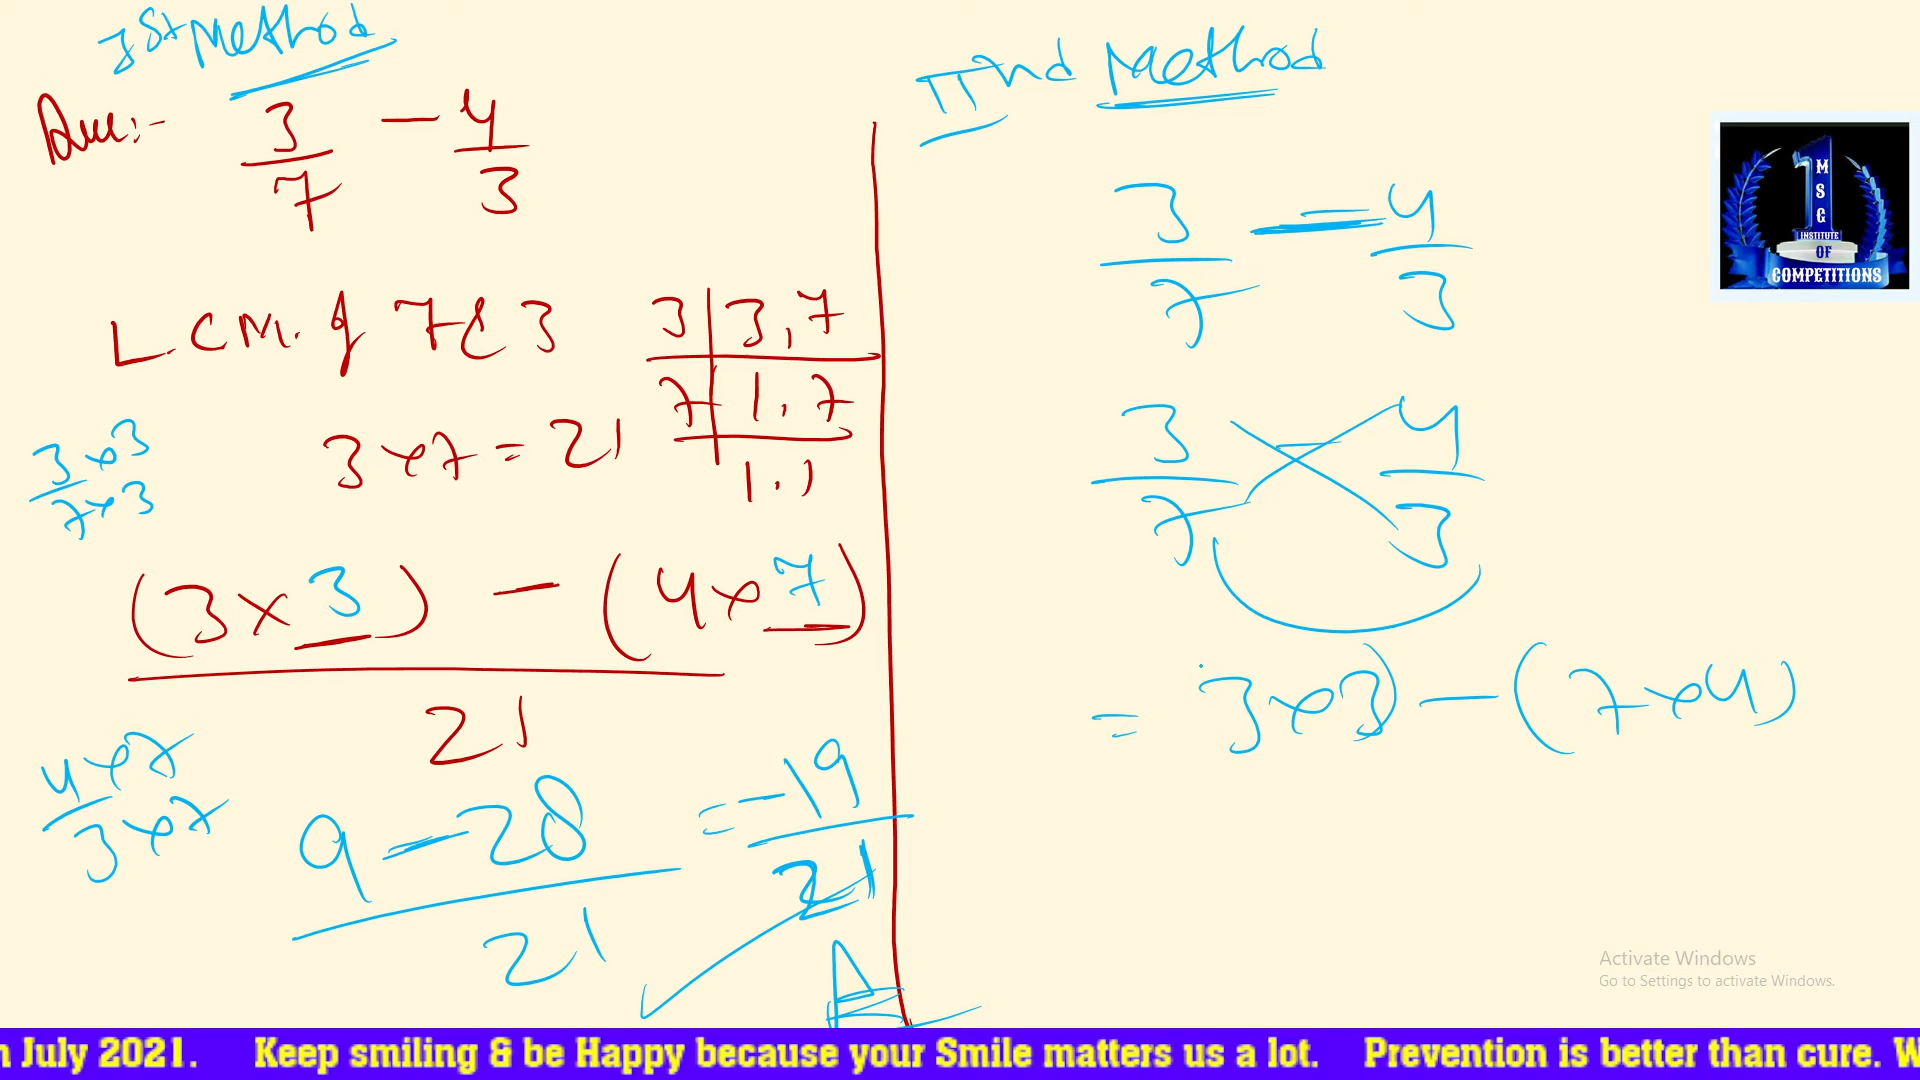 1st Method
Que:- 3/7 - 4/3
L.C.M. of 7 & 3
3 | 3, 7
7 | 1, 7
1, 1
3 × 7 = 21
3×3
7×3
(3 × 3) - (4 × 7)
21
4×7
3×7
9 - 28
21
= -19
21
A
IInd Method
3/7 - 4/3
3/7 4/3
= 3×3) - (7×4)
1
MSG
INSTITUTE
OF
COMPETITIONS
Activate Windows
Go to Settings to activate Windows.
July 2021. Keep smiling & be Happy because your Smile matters us a lot. Prevention is better than cure. W